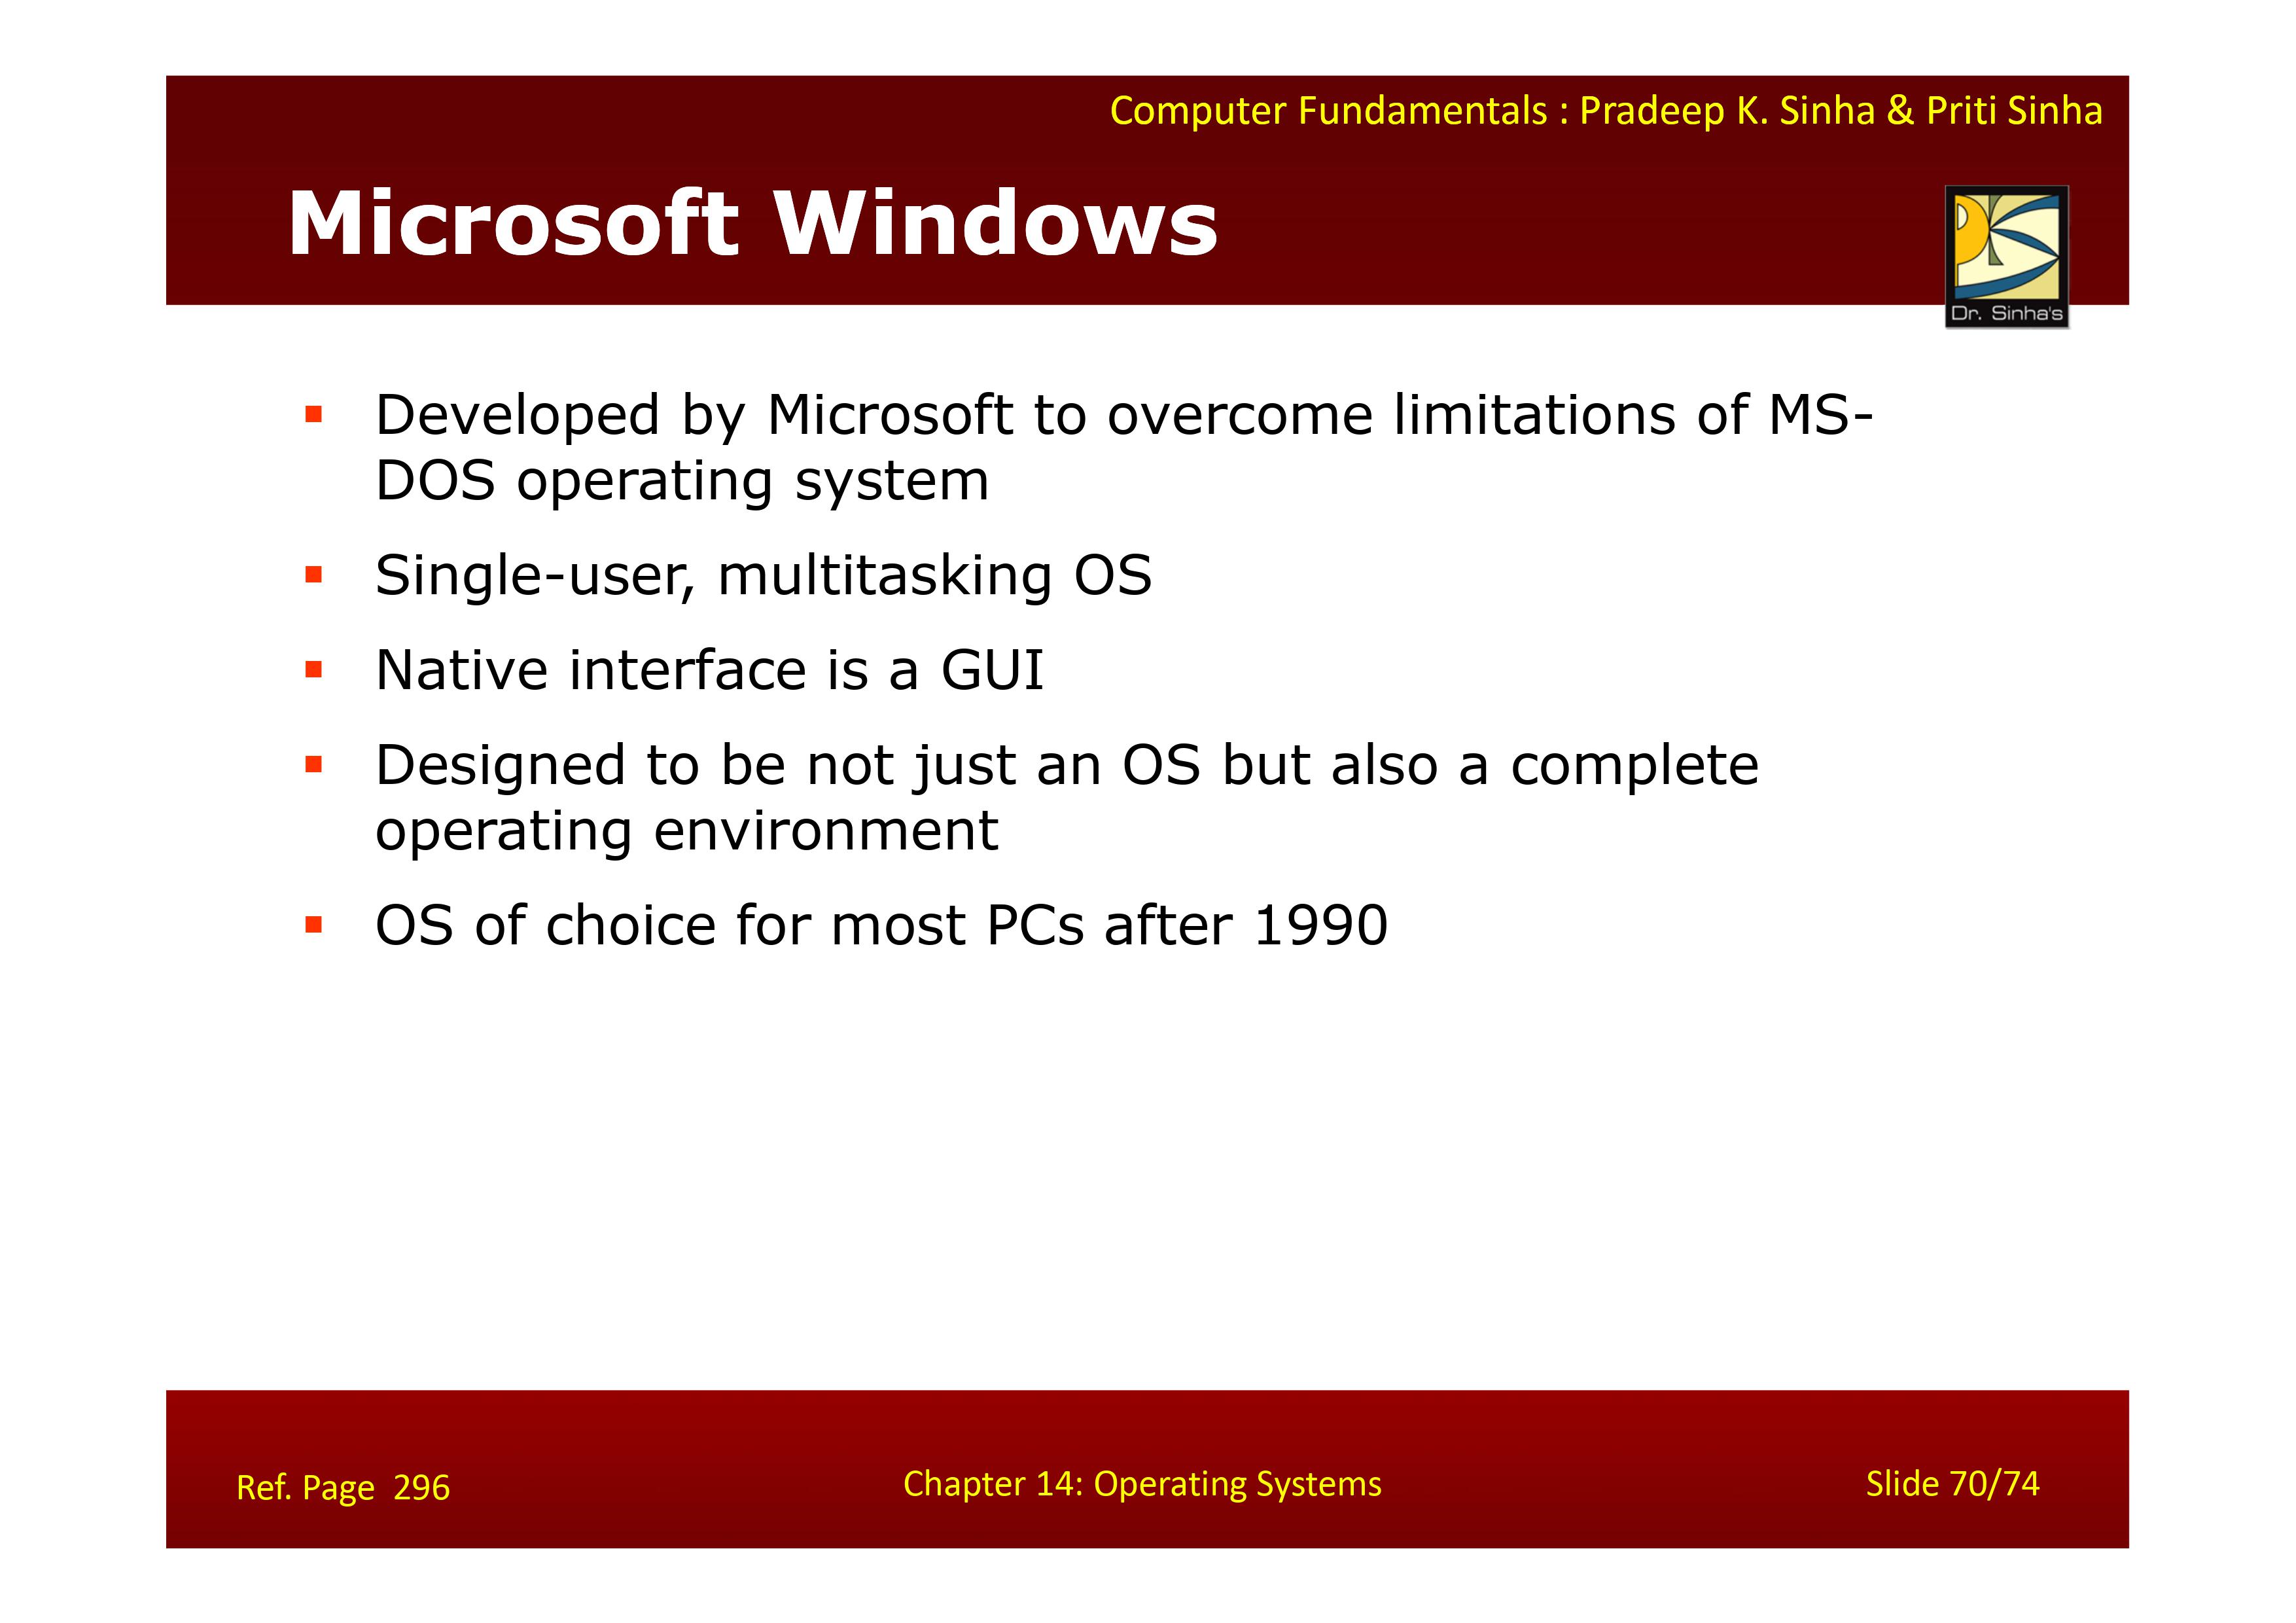 Computer Fundamentals : Pradeep K. Sinha & Priti Sinha
Microsoft Windows
Dr. Sinha's
▪ Developed by Microsoft to overcome limitations of MS-
DOS operating system
▪ Single-user, multitasking OS
▪ Native interface is a GUI
▪ Designed to be not just an OS but also a complete
operating environment
▪ OS of choice for most PCs after 1990
Ref. Page 296
Chapter 14: Operating Systems
Slide 70/74